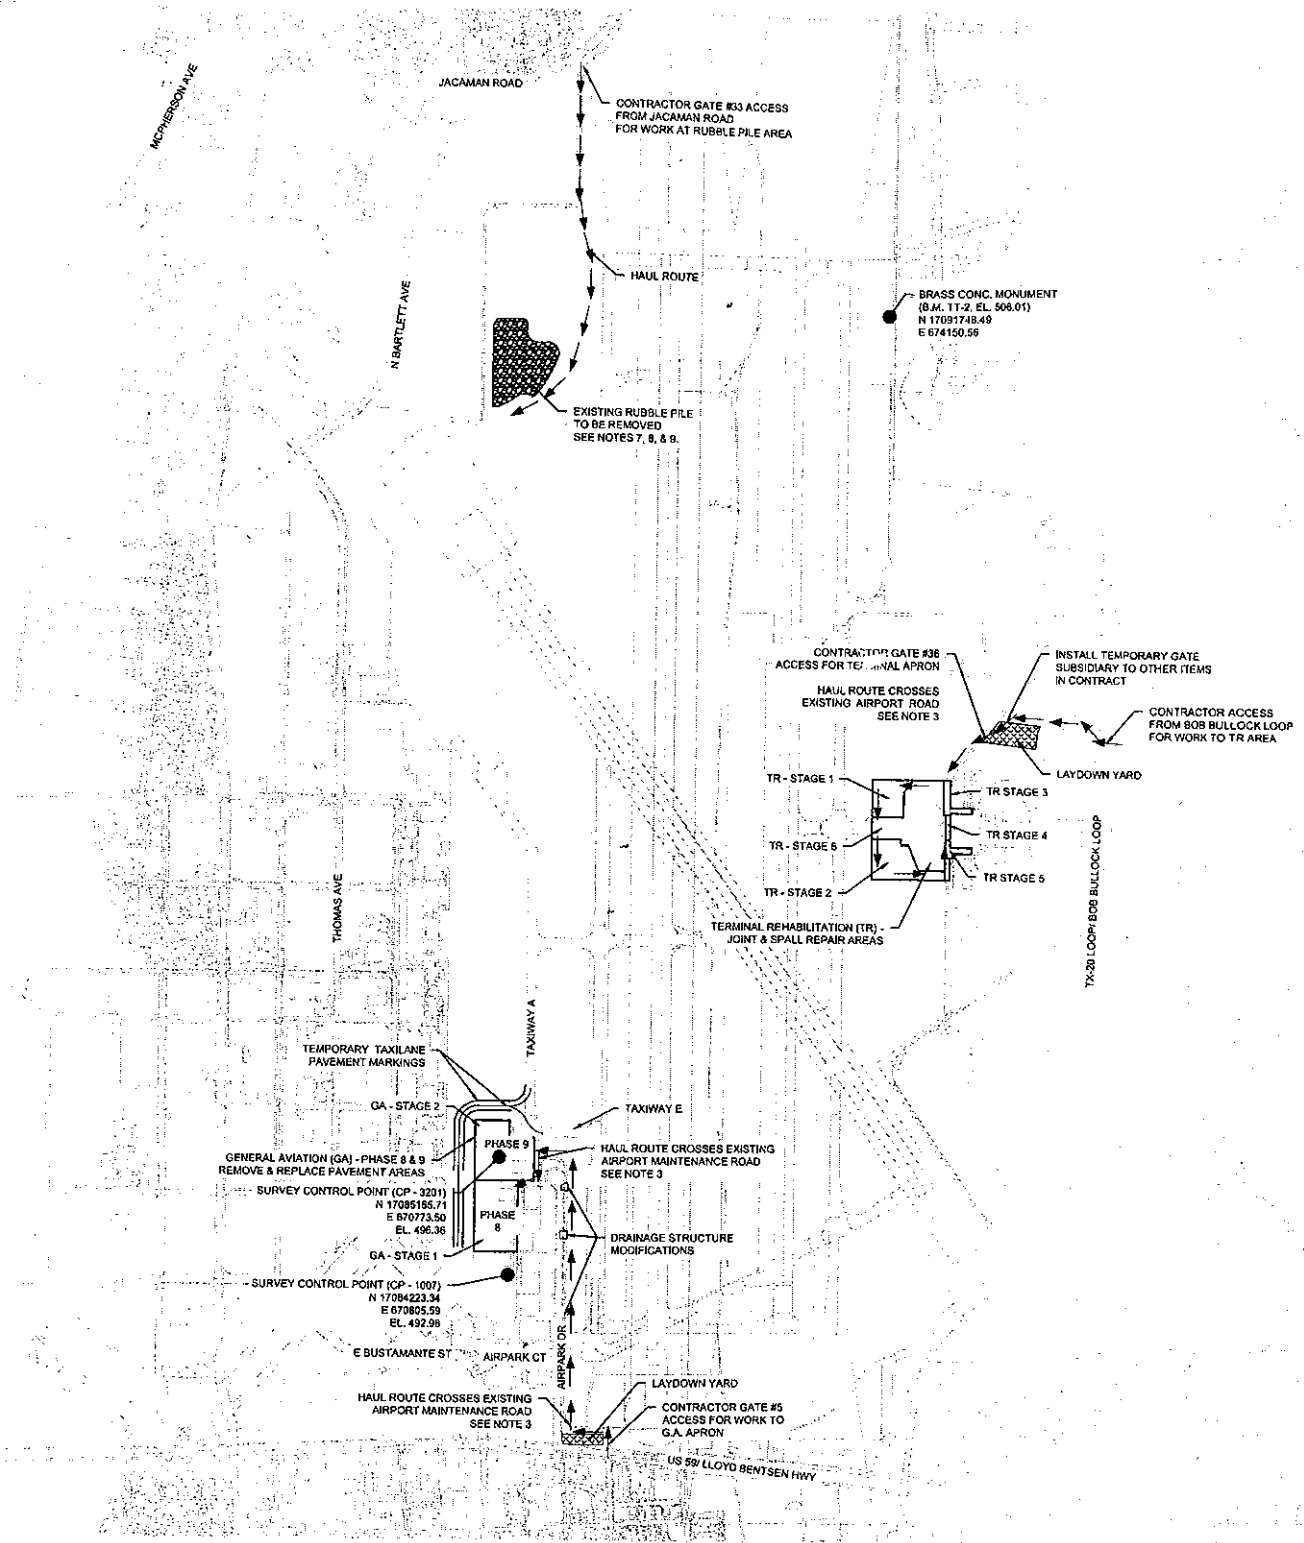 JACAMAN ROAD
MCPHERSON AVE
CONTRACTOR GATE #33 ACCESS
FROM JACAMAN ROAD
FOR WORK AT RUBBLE PILE AREA
HAUL ROUTE
N BARTLETT AVE
BRASS CONC. MONUMENT
(B.M. TT-2, EL. 506.01)
N 17091748.49
E 674150.56
EXISTING RUBBLE PILE
TO BE REMOVED
SEE NOTES 7, 8, & 9.
CONTRACTOR GATE #36
ACCESS FOR APRON
HAUL ROUTE CROSSES
EXISTING AIRPORT ROAD
SEE NOTE 3
INSTALL TEMPORARY GATE
SUBSIDIARY TO OTHER ITEMS
IN CONTRACT
CONTRACTOR ACCESS
FROM BOB BULLOCK LOOP
FOR WORK TO TR AREA
LAYDOWN YARD
TR - STAGE 1
TR STAGE 3
TR STAGE 4
TR - STAGE 6
TR STAGE 5
TR - STAGE 2
TERMINAL REHABILITATION (TR) -
JOINT & SPALL REPAIR AREAS
TX-20 LOOP/ BOB BULLOCK LOOP
THOMAS AVE
TAXIWAY A
TEMPORARY TAXILANE
PAVEMENT MARKINGS
GA - STAGE 2
TAXIWAY E
PHASE 9
GENERAL AVIATION (GA) - PHASE 8 & 9
REMOVE & REPLACE PAVEMENT AREAS
HAUL ROUTE CROSSES EXISTING
AIRPORT MAINTENANCE ROAD
SEE NOTE 3
SURVEY CONTROL POINT (CP - 3201)
N 17085155.71
E 670773.50
EL. 496.36
PHASE
8
DRAINAGE STRUCTURE
MODIFICATIONS
GA - STAGE 1
SURVEY CONTROL POINT (CP - 1007)
N 17084223.34
E 670805.59
EL. 492.98
E BUSTAMANTE ST
AIRPARK CT
AIRPARK DR
LAYDOWN YARD
HAUL ROUTE CROSSES EXISTING
AIRPORT MAINTENANCE ROAD
SEE NOTE 3
CONTRACTOR GATE #5
ACCESS FOR WORK TO
G.A. APRON
US 59/ LLOYD BENTSEN HWY